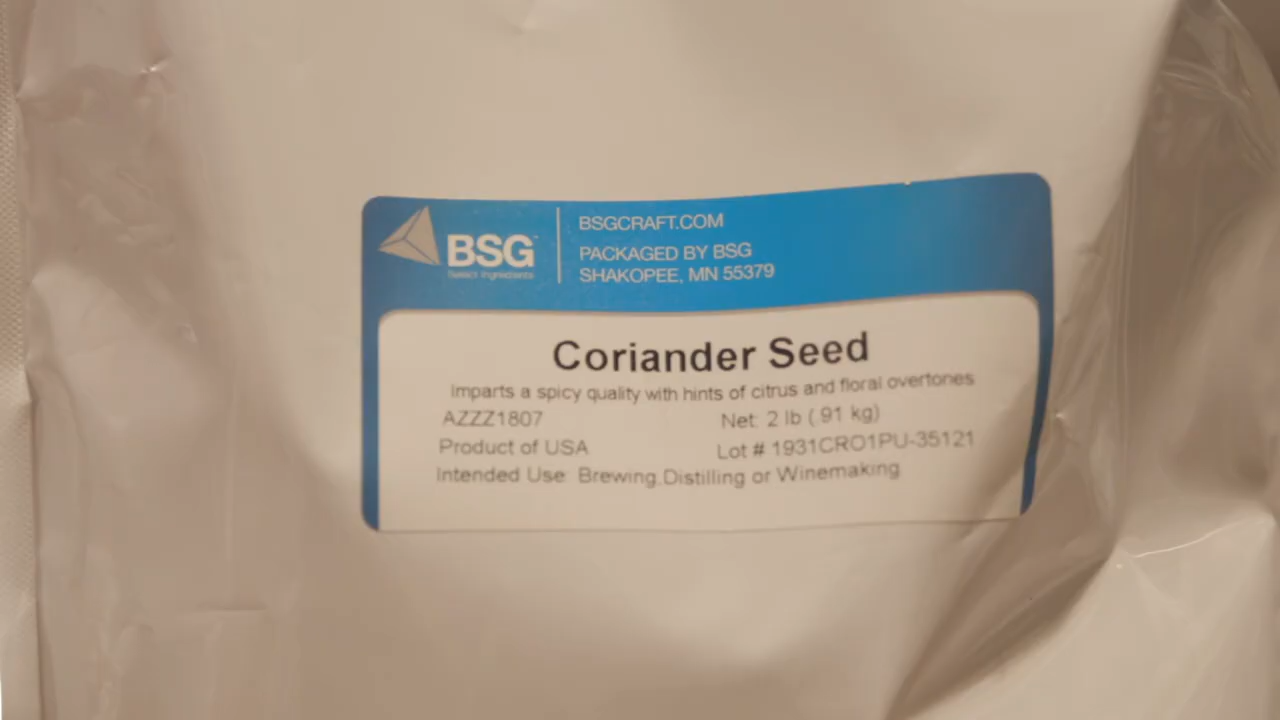 BSG™
Select Ingredients
BSGCRAFT.COM
PACKAGED BY BSG
SHAKOPEE, MN 55379
Coriander Seed
Imparts a spicy quality with hints of citrus and floral overtones
AZZZ1807
Net: 2 lb (.91 kg)
Product of USA
Lot # 1931CRO1PU-35121
Intended Use: Brewing,Distilling or Winemaking